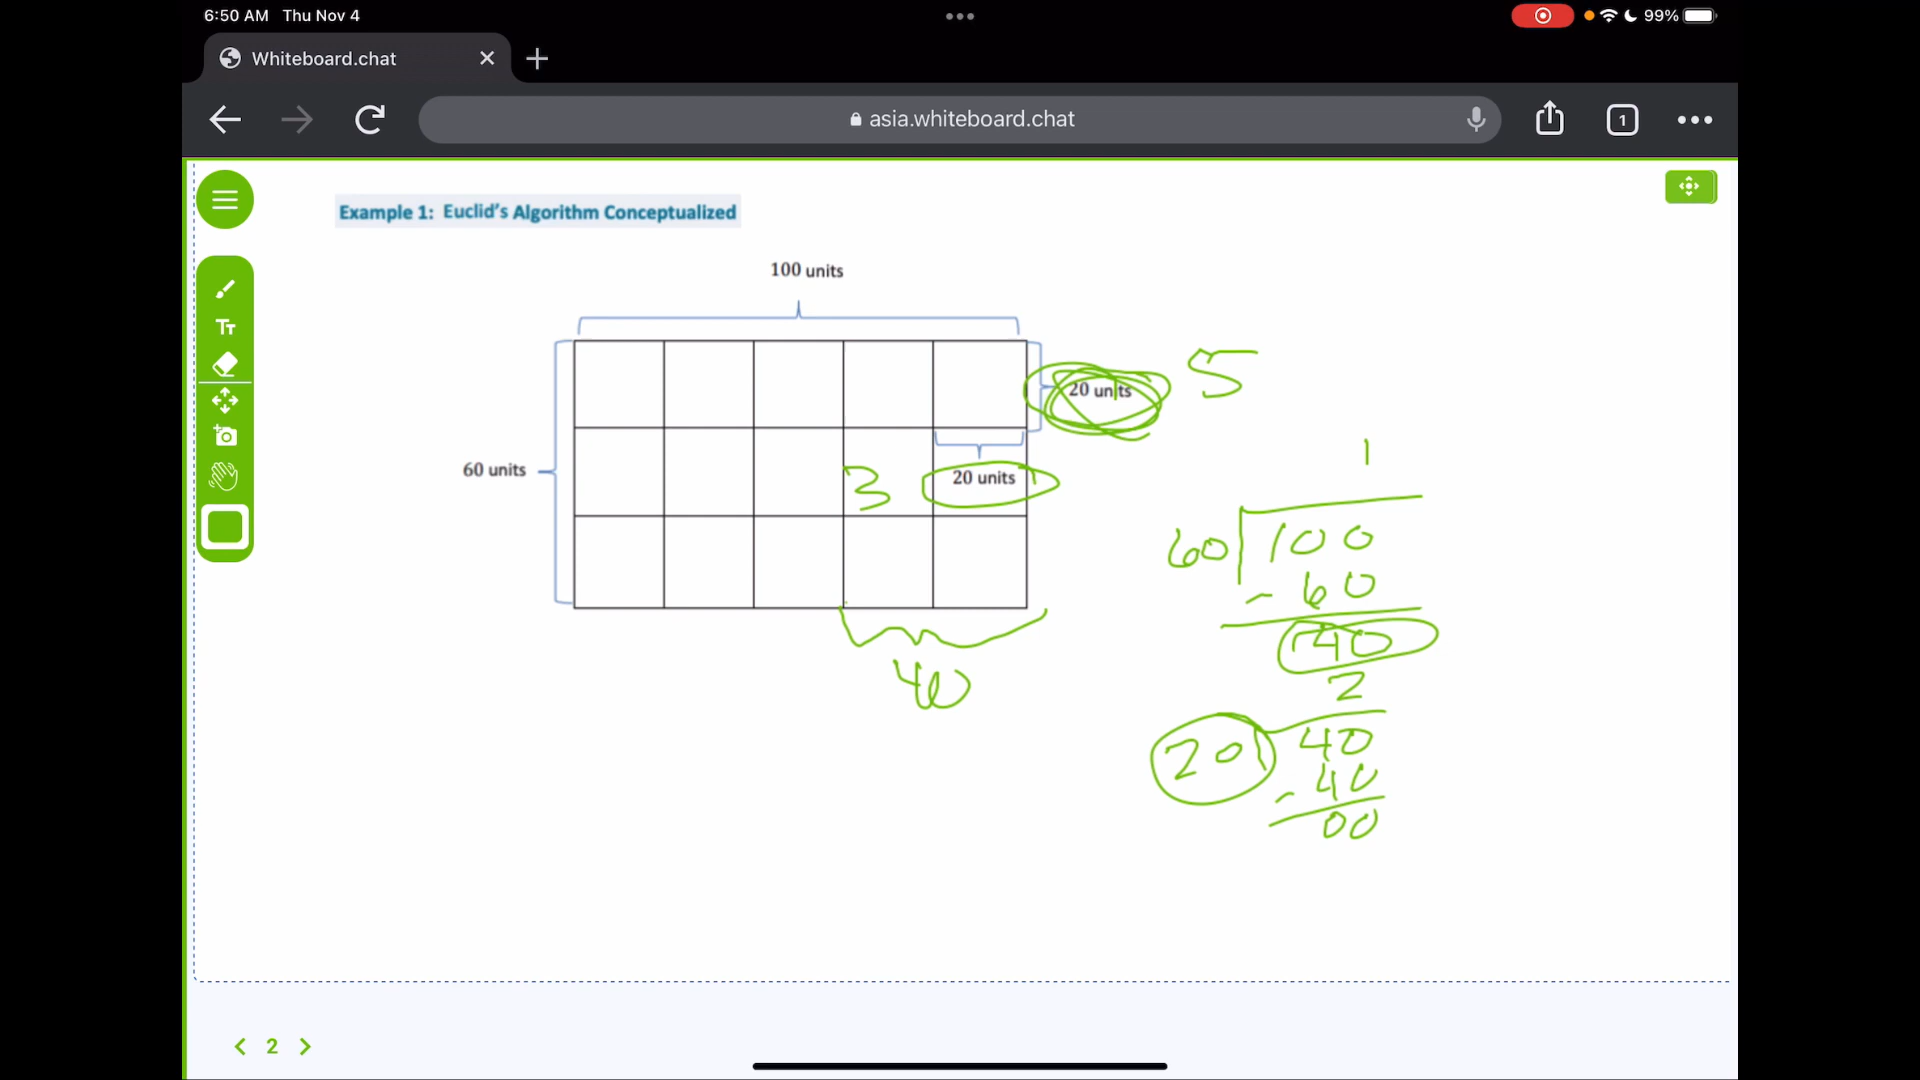 6:50 AM Thu Nov 4
99%
Whiteboard.chat
asia.whiteboard.chat
1
Example 1: Euclid's Algorithm Conceptualized
100 units
20 units
5
60 units
3
20 units
40
1
60 100
- 60
40
2
20 40
- 40
00
Tт
2